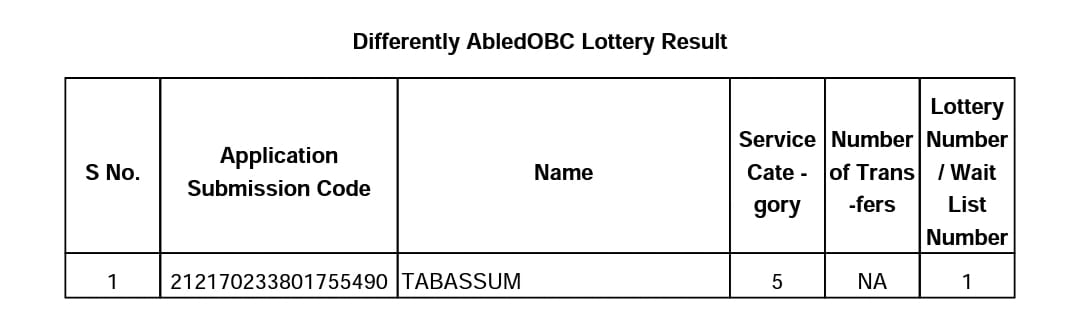 Differently AbledOBC Lottery Result
S No.
Application
Submission Code
Name
Service
Cate -
gory
Number
of Trans
-fers
Lottery
Number
/ Wait
List
Number
1 212170233801755490 TABASSUM 5 NA 1